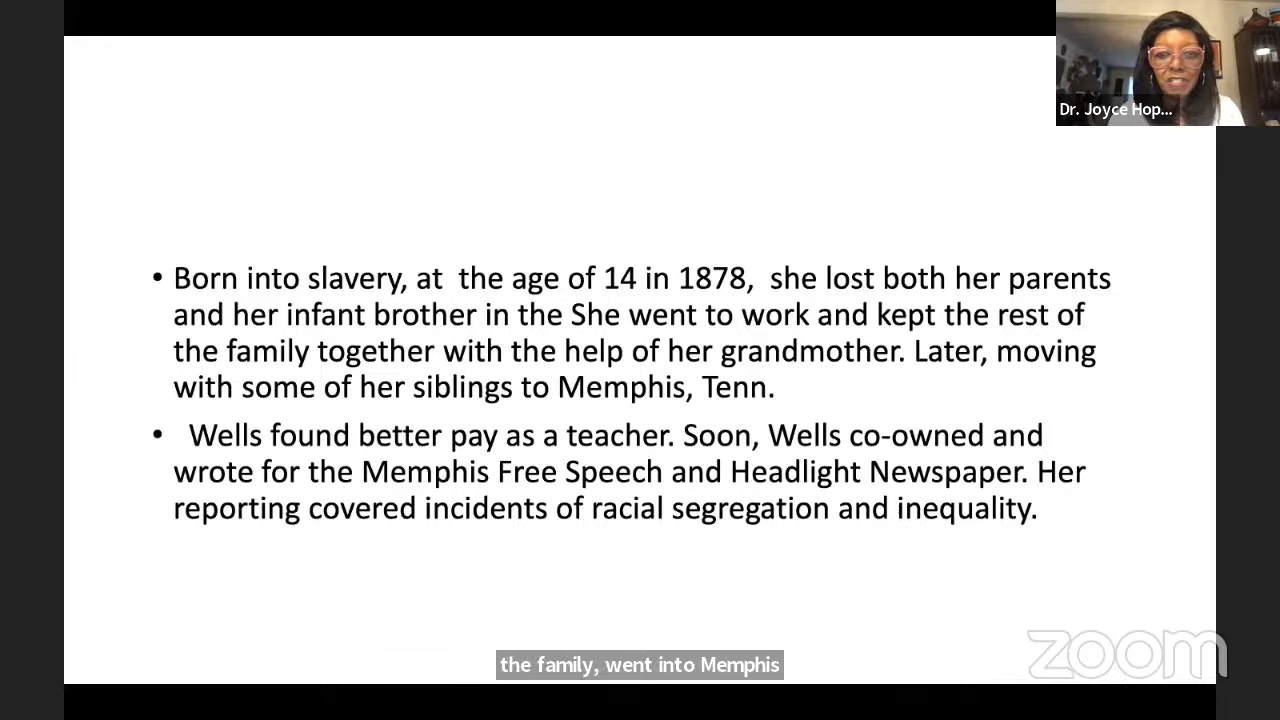 Dr. Joyce Hop...
• Born into slavery, at the age of 14 in 1878, she lost both her parents
and her infant brother in the She went to work and kept the rest of
the family together with the help of her grandmother. Later, moving
with some of her siblings to Memphis, Tenn.
• Wells found better pay as a teacher. Soon, Wells co-owned and
wrote for the Memphis Free Speech and Headlight Newspaper. Her
reporting covered incidents of racial segregation and inequality.
the family, went into Memphis
zoom